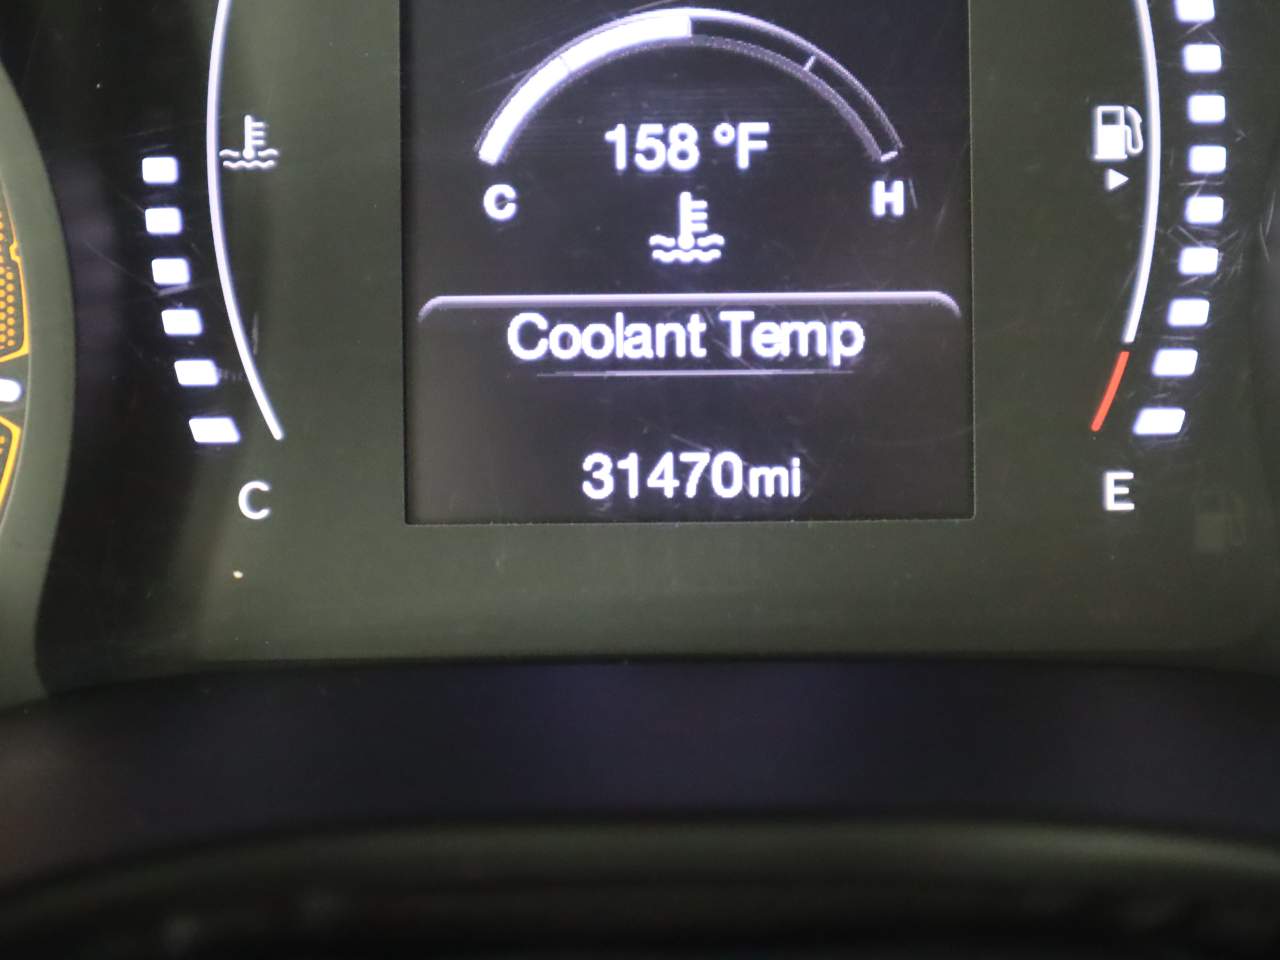 158 °F
C H
Coolant Temp
31470mi
C E